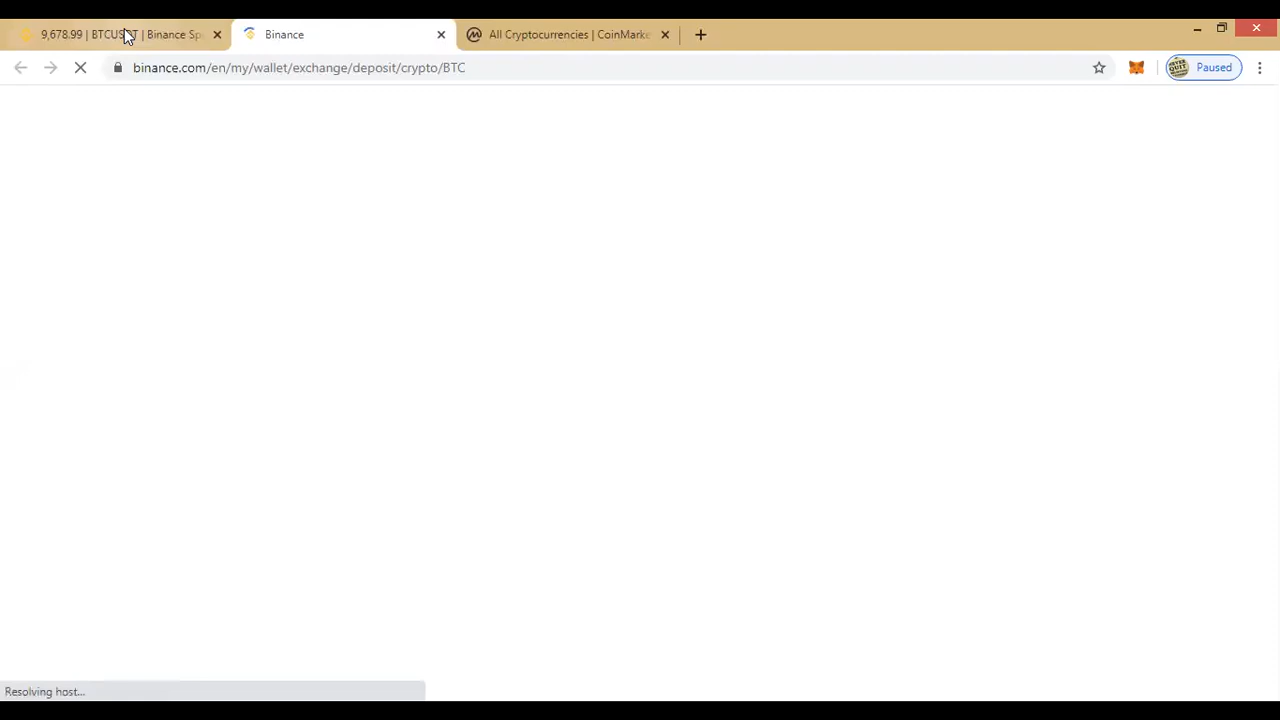 9,678.99 | BTCUSDT | Binance Sp
Binance
All Cryptocurrencies | CoinMarke
binance.com/en/my/wallet/exchange/deposit/crypto/BTC
Paused
Resolving host...